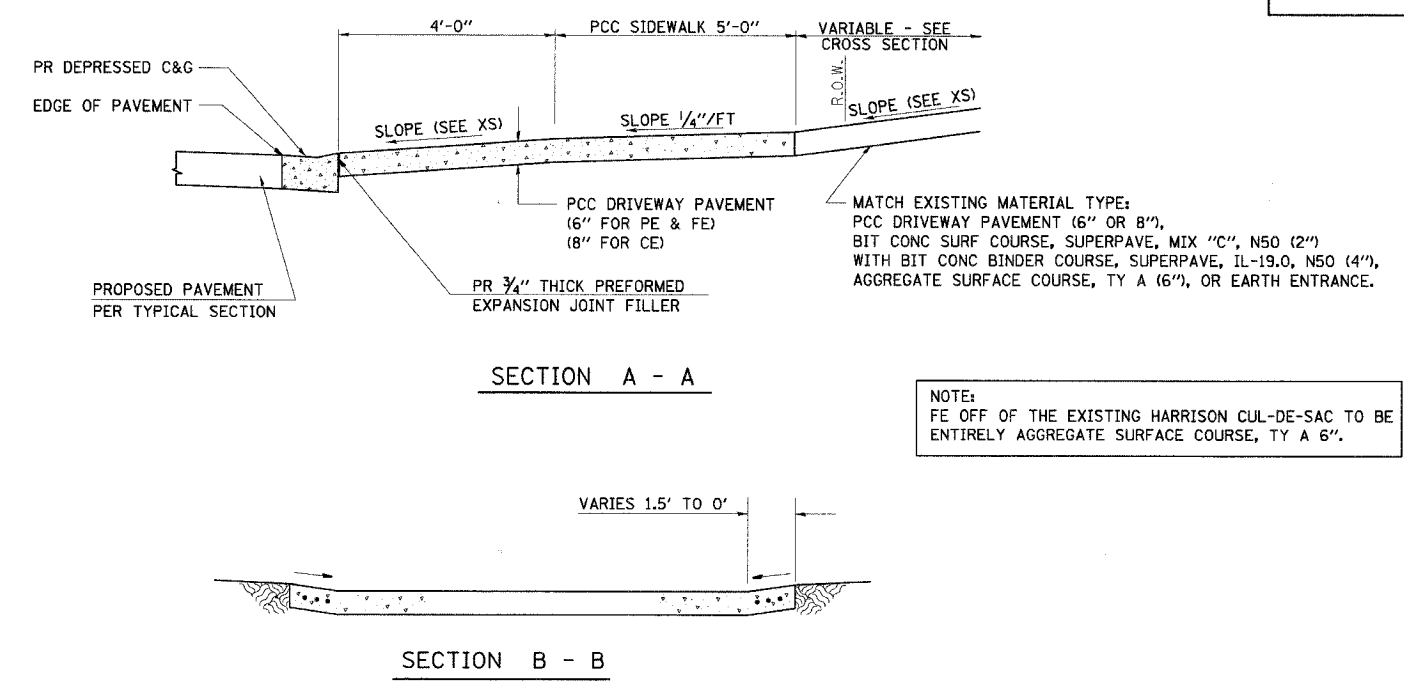 4'-0"
PCC SIDEWALK 5'-0"
VARIABLE - SEE
CROSS SECTION
PR DEPRESSED C&G
EDGE OF PAVEMENT
R.O.W.
SLOPE (SEE XS)
SLOPE 1/4"/FT
SLOPE (SEE XS)
PCC DRIVEWAY PAVEMENT
(6" FOR PE & FE)
(8" FOR CE)
MATCH EXISTING MATERIAL TYPE:
PCC DRIVEWAY PAVEMENT (6" OR 8"),
BIT CONC SURF COURSE, SUPERPAVE, MIX "C", N50 (2")
WITH BIT CONC BINDER COURSE, SUPERPAVE, IL-19.0, N50 (4"),
AGGREGATE SURFACE COURSE, TY A (6"), OR EARTH ENTRANCE.
PROPOSED PAVEMENT
PER TYPICAL SECTION
PR 3/4" THICK PREFORMED
EXPANSION JOINT FILLER
SECTION A - A
NOTE:
FE OFF OF THE EXISTING HARRISON CUL-DE-SAC TO BE
ENTIRELY AGGREGATE SURFACE COURSE, TY A 6".
VARIES 1.5' TO 0'
SECTION B - B